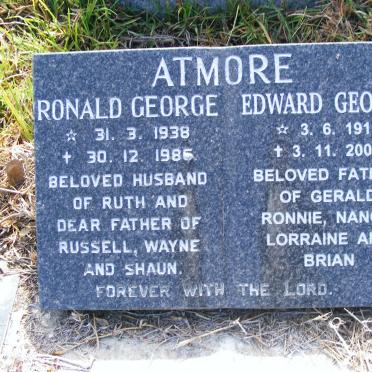 ATMORE
RONALD GEORGE
☆ 31. 3. 1938
✝ 30. 12. 1986
BELOVED HUSBAND
OF RUTH AND
DEAR FATHER OF
RUSSELL, WAYNE
AND SHAUN.
EDWARD GEO
☆ 3. 6. 191
✝ 3. 11. 200
BELOVED FAT
OF GERALD
RONNIE, NAN
LORRAINE A
BRIAN
FOREVER WITH THE LORD.